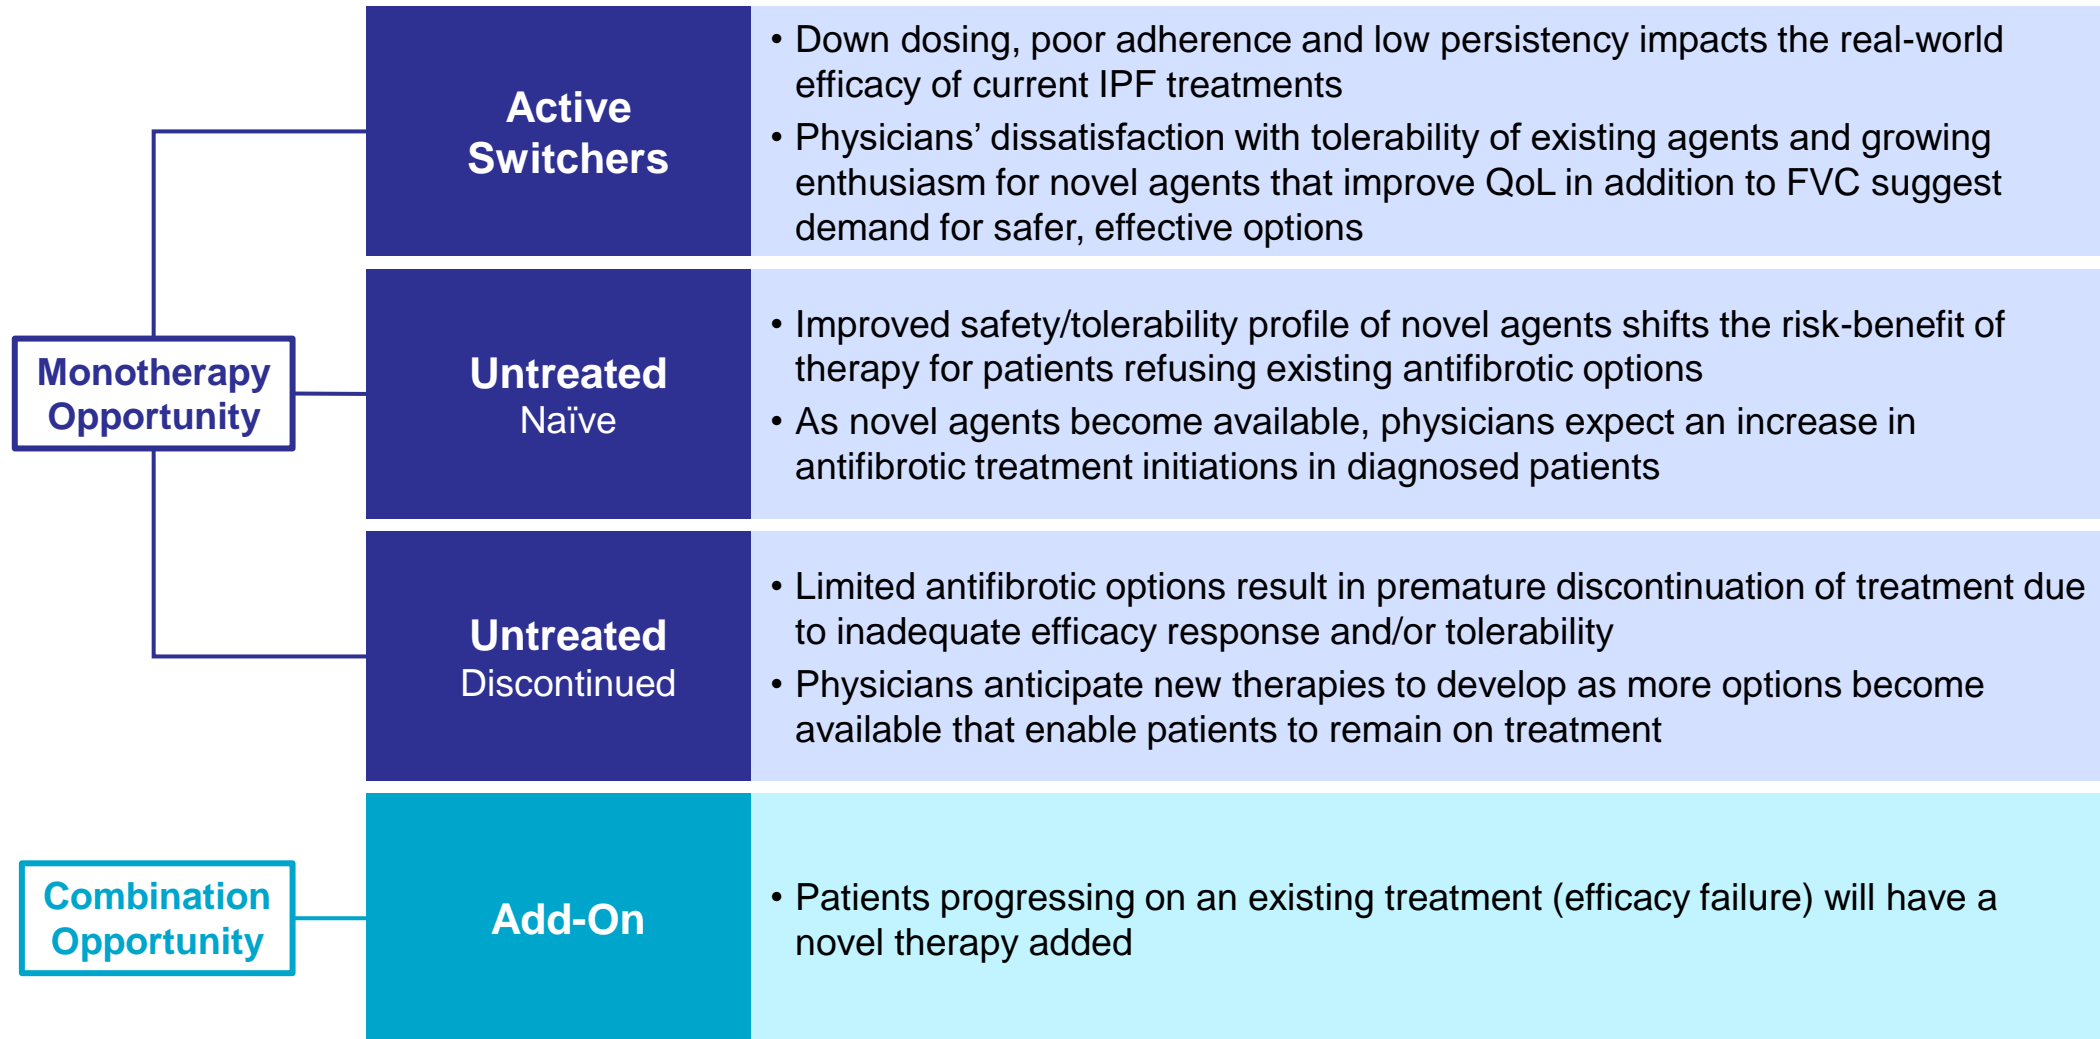 Monotherapy
Opportunity
Active
Switchers
• Down dosing, poor adherence and low persistency impacts the real-world
efficacy of current IPF treatments
• Physicians’ dissatisfaction with tolerability of existing agents and growing
enthusiasm for novel agents that improve QoL in addition to FVC suggest
demand for safer, effective options
Untreated
Naïve
• Improved safety/tolerability profile of novel agents shifts the risk-benefit of
therapy for patients refusing existing antifibrotic options
• As novel agents become available, physicians expect an increase in
antifibrotic treatment initiations in diagnosed patients
Untreated
Discontinued
• Limited antifibrotic options result in premature discontinuation of treatment due
to inadequate efficacy response and/or tolerability
• Physicians anticipate new therapies to develop as more options become
available that enable patients to remain on treatment
Combination
Opportunity
Add-On
• Patients progressing on an existing treatment (efficacy failure) will have a
novel therapy added